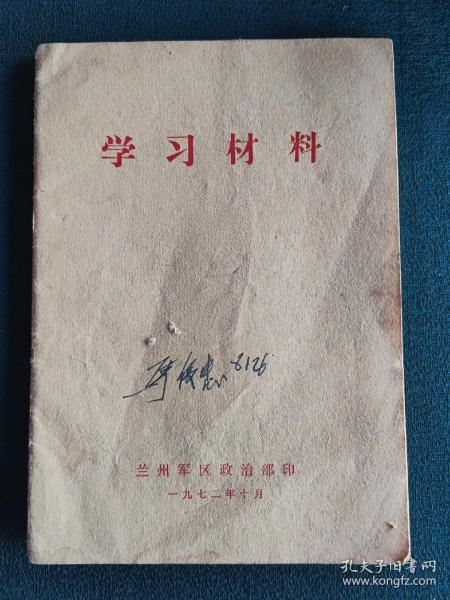 学习材料
8126
兰州军区政治部印
一九七二年十月
孔夫子旧书网
www.kongfz.com